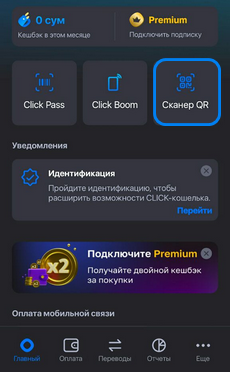 0 сум
Premium
Кешбэк в этом месяце
Подключить подписку
Click Pass
Click Boom
Сканер QR
Уведомления
Идентификация
Пройдите идентификацию, чтобы
расширить возможности CLICK-кошелька.
Перейти
x2
Подключите Premium
Получайте двойной кешбэк
за покупки
Оплата мобильной связи
Главный
Оплата
Переводы
Отчеты
Еще